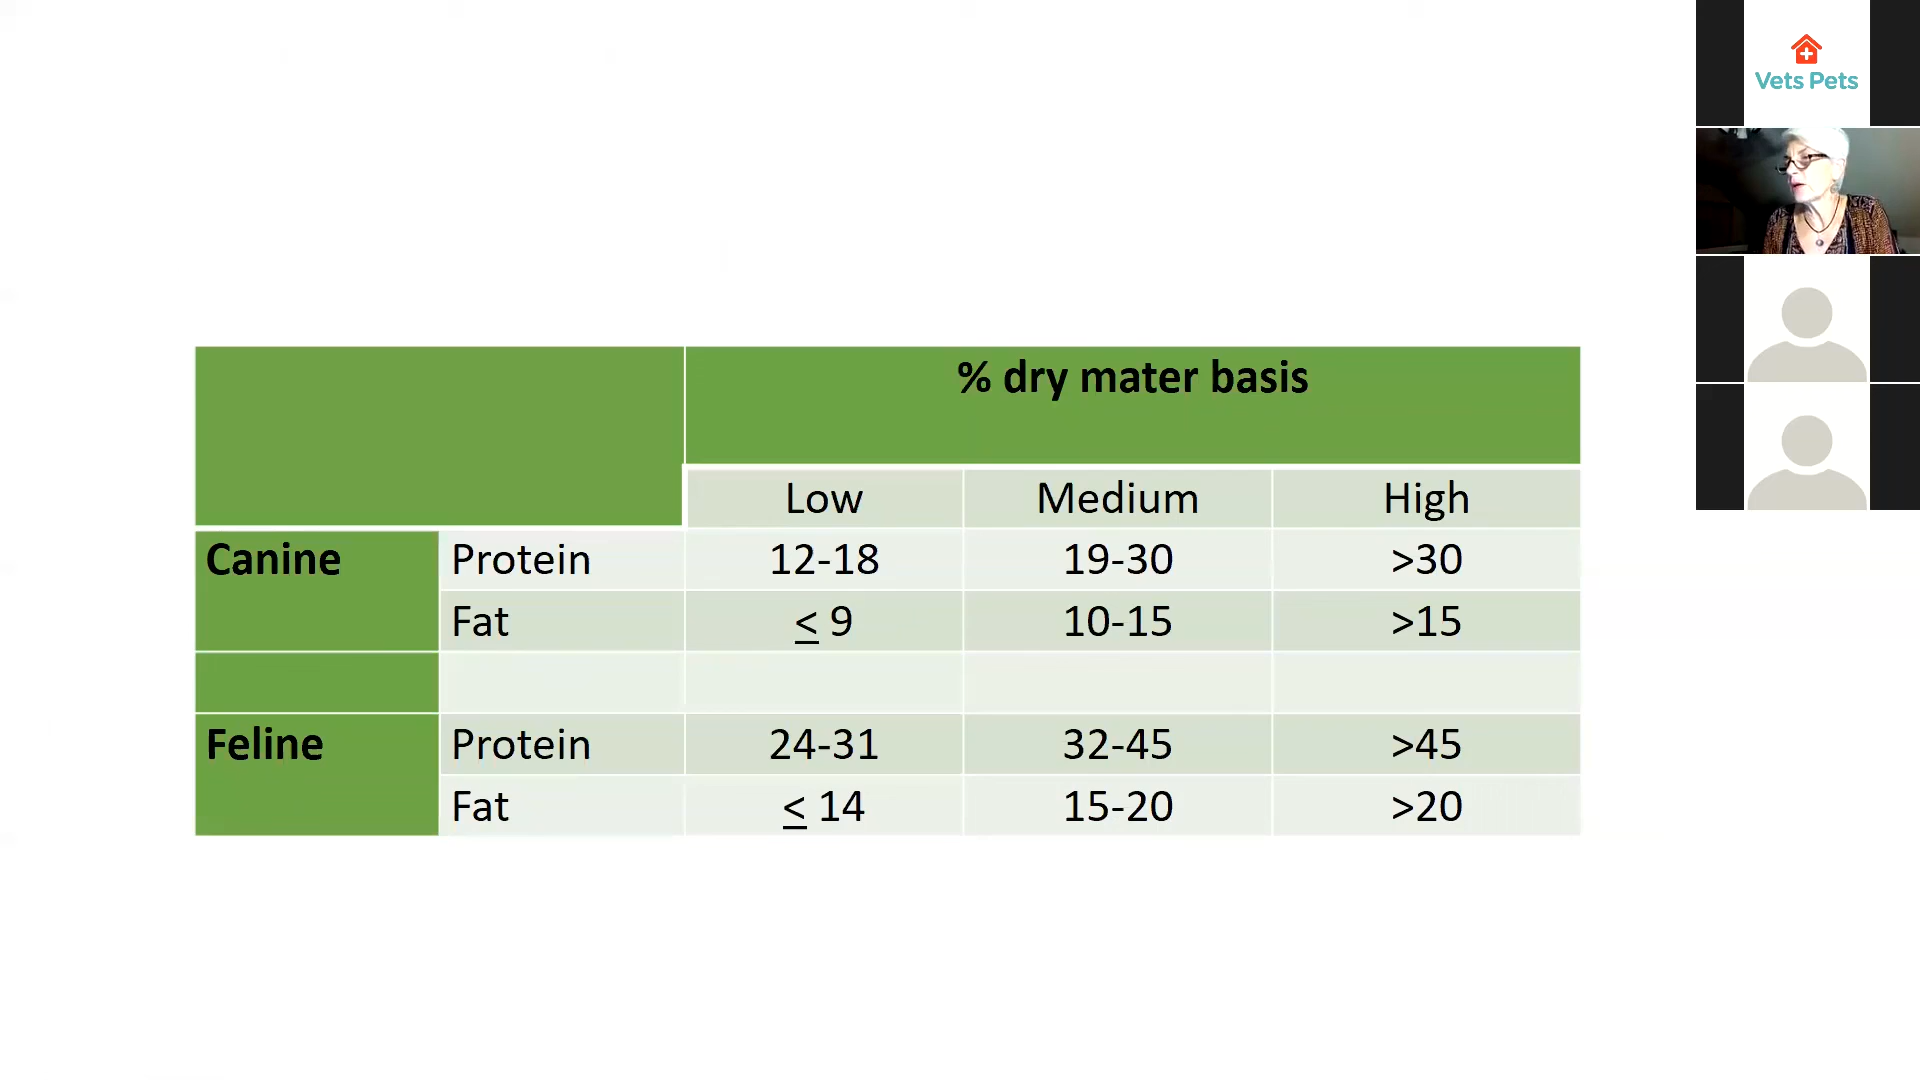 Vets Pets
% dry mater basis
Low Medium High
Canine Protein 12-18 19-30 >30
Fat ≤ 9 10-15 >15
Feline Protein 24-31 32-45 >45
Fat ≤ 14 15-20 >20